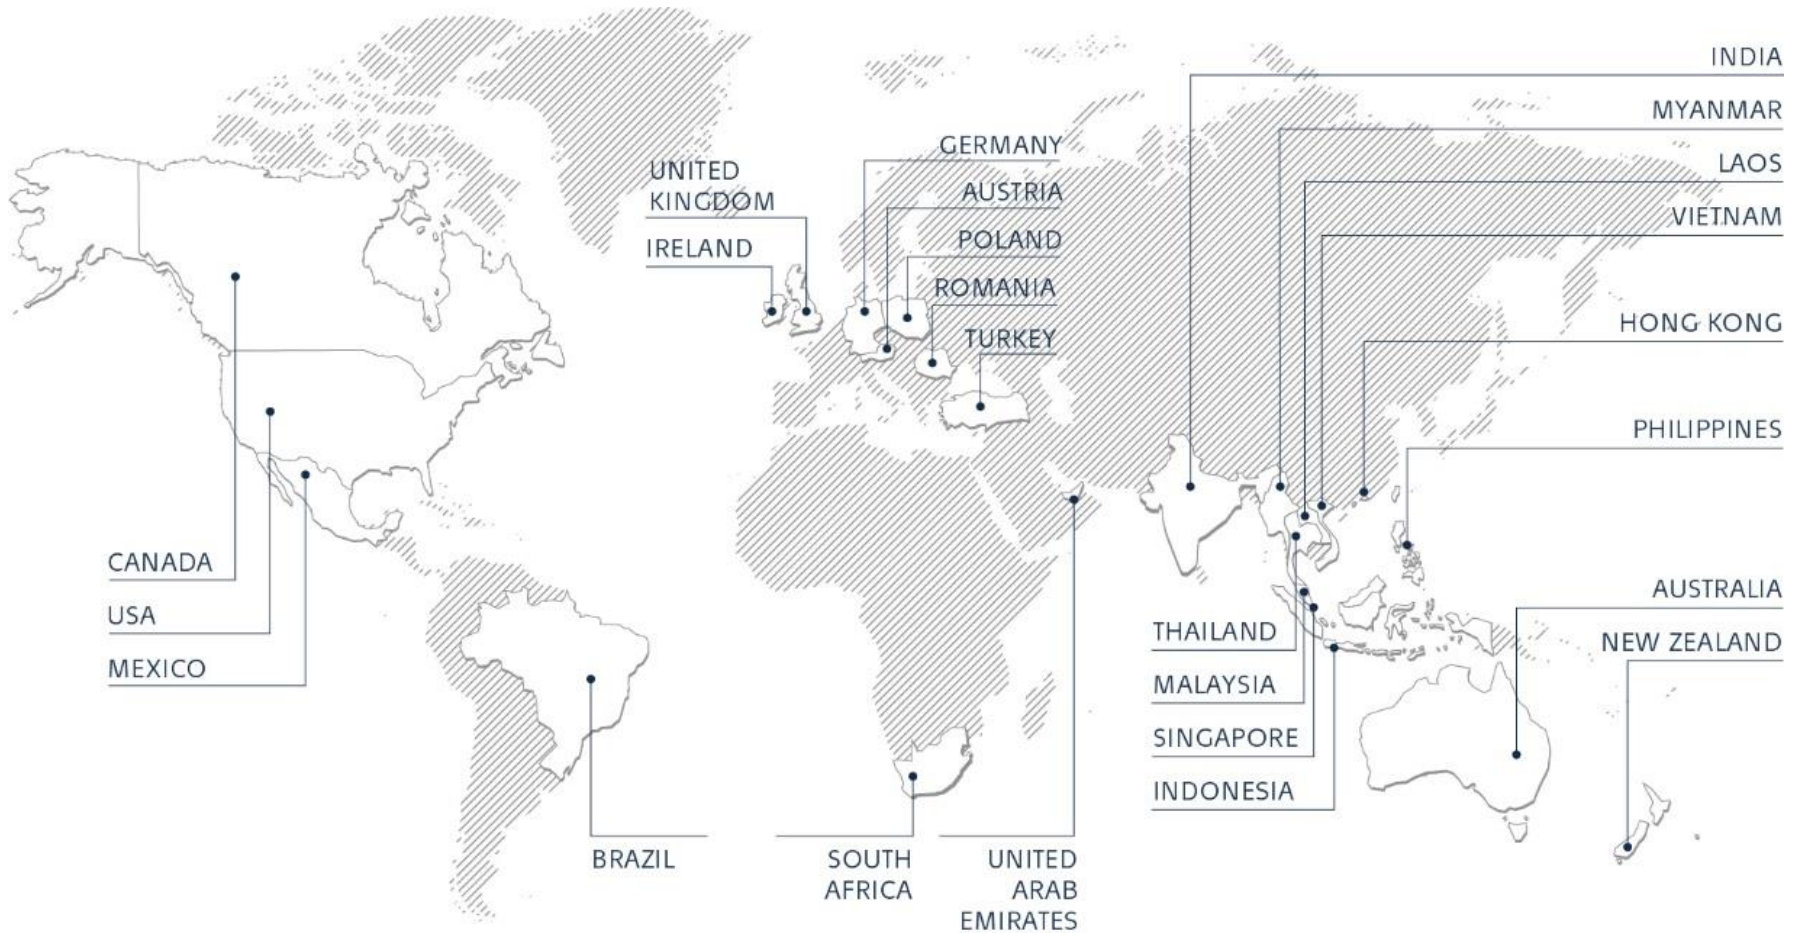 INDIA
MYANMAR
LAOS
VIETNAM
HONG KONG
PHILIPPINES
AUSTRALIA
NEW ZEALAND
GERMANY
AUSTRIA
POLAND
ROMANIA
TURKEY
UNITED
KINGDOM
IRELAND
CANADA
USA
MEXICO
THAILAND
MALAYSIA
SINGAPORE
INDONESIA
BRAZIL
SOUTH
AFRICA
UNITED
ARAB
EMIRATES